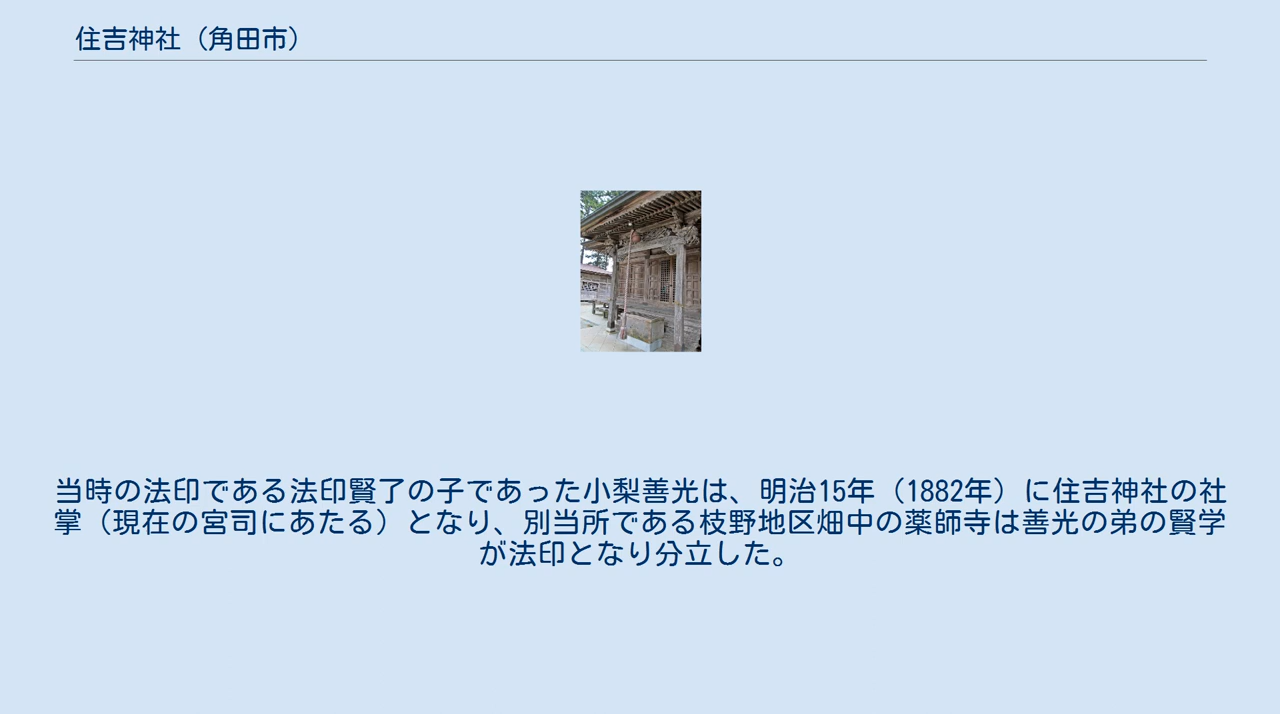 住吉神社（角田市）
当時の法印である法印賢了の子であった小梨善光は、明治15年（1882年）に住吉神社の社
掌（現在の宮司にあたる）となり、別当所である枝野地区畑中の薬師寺は善光の弟の賢学
が法印となり分立した。